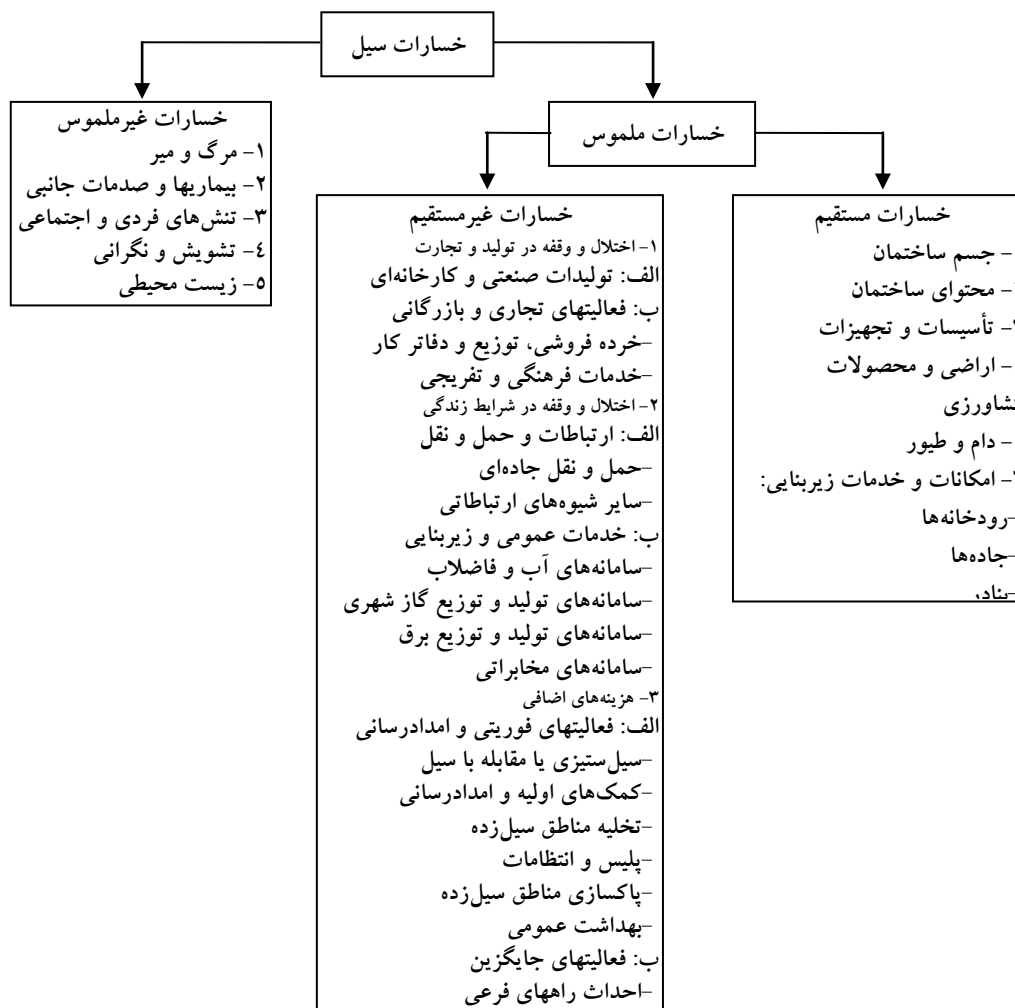 خسارات سیل
خسارات ملموس
خسارات مستقیم
- جسم ساختمان
- محتوای ساختمان
- تأسیسات و تجهیزات
- اراضی و محصولات
- دام و طیور
- امکانات و خدمات زیربنایی:
-رودخانه‌ها
-جاده‌ها
خسارات غیرمستقیم
۱- اختلال و وقفه در تولید و تجارت
الف: تولیدات صنعتی و کارخانه‌ای
ب: فعالیتهای تجاری و بازرگانی
-خرده فروشی، توزیع و دفاتر کار
-خدمات فرهنگی و تفریجی
۲- اختلال و وقفه در شرایط زندگی
الف: ارتباطات و حمل و نقل
-حمل و نقل جاده‌ای
-سایر شیوه‌های ارتباطاتی
ب: خدمات عمومی و زیربنایی
-سامانه‌های آب و فاضلاب
-سامانه‌های تولید و توزیع گاز شهری
-سامانه‌های تولید و توزیع برق
-سامانه‌های مخابراتی
۳- هزینه‌های اضافی
الف: فعالیتهای فوریتی و امدادرسانی
-سیل‌ستیزی یا مقابله با سیل
-کمک‌های اولیه و امدادرسانی
-تخلیه مناطق سیل‌زده
-پلیس و انتظامات
-پاکسازی مناطق سیل‌زده
-بهداشت عمومی
ب: فعالیتهای جایگزین
-احداث راههای فرعی
خسارات غیرملموس
۱- مرگ و میر
۲- بیماریها و صدمات جانبی
۳- تنش‌های فردی و اجتماعی
٤- تشویش و نگرانی
٥- زیست محیطی